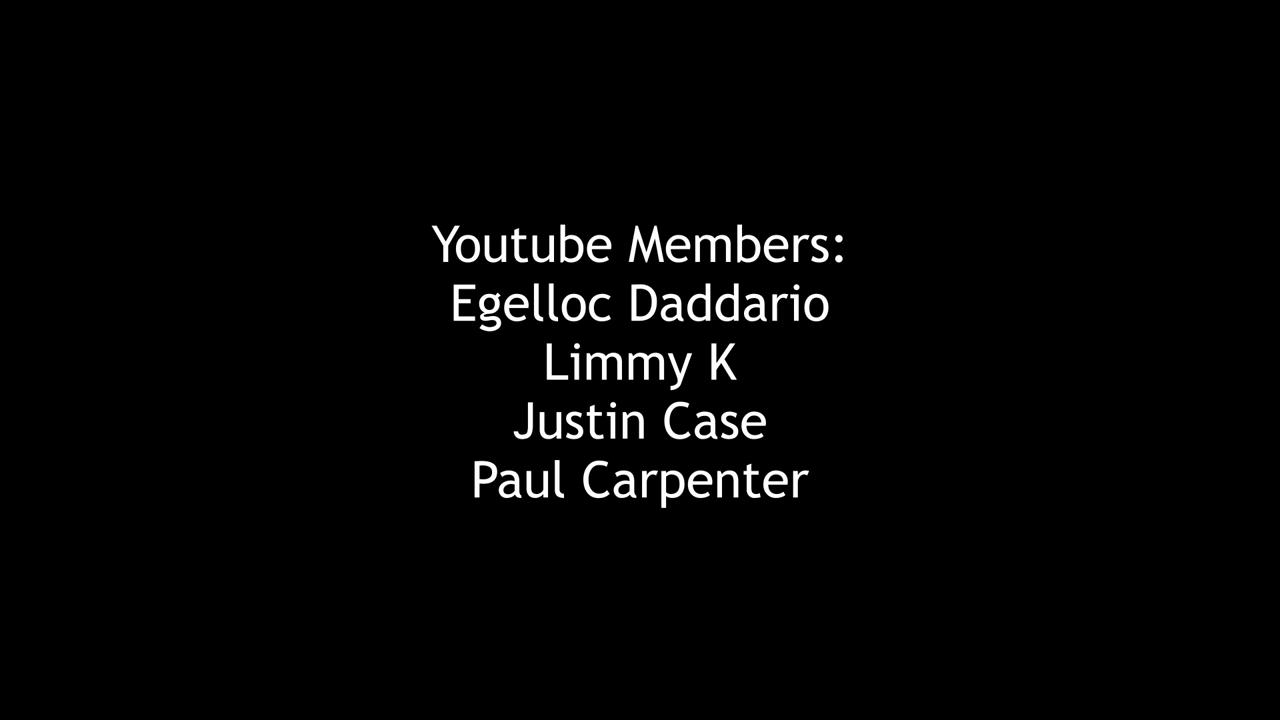 Youtube Members:
Egelloc Daddario
Limmy K
Justin Case
Paul Carpenter